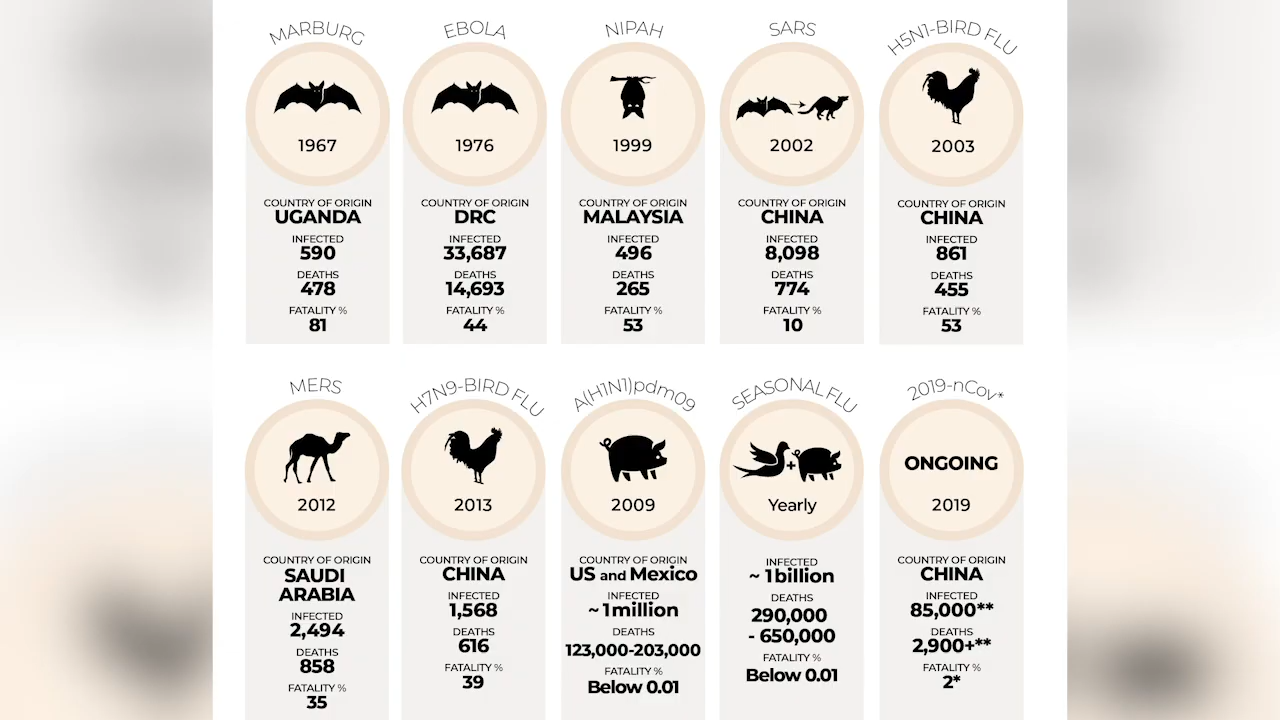 MARBURG
1967
COUNTRY OF ORIGIN
UGANDA
INFECTED
590
DEATHS
478
FATALITY %
81
EBOLA
1976
COUNTRY OF ORIGIN
DRC
INFECTED
33,687
DEATHS
14,693
FATALITY %
44
NIPAH
1999
COUNTRY OF ORIGIN
MALAYSIA
INFECTED
496
DEATHS
265
FATALITY %
53
SARS
2002
COUNTRY OF ORIGIN
CHINA
INFECTED
8,098
DEATHS
774
FATALITY %
10
H5N1-BIRD FLU
2003
COUNTRY OF ORIGIN
CHINA
INFECTED
861
DEATHS
455
FATALITY %
53
MERS
2012
COUNTRY OF ORIGIN
SAUDI
ARABIA
INFECTED
2,494
DEATHS
858
FATALITY %
35
H7N9-BIRD FLU
2013
COUNTRY OF ORIGIN
CHINA
INFECTED
1,568
DEATHS
616
FATALITY %
39
A(H1N1)pdm09
2009
COUNTRY OF ORIGIN
US and Mexico
INFECTED
~ 1 million
DEATHS
123,000-203,000
FATALITY %
Below 0.01
SEASONAL FLU
+
Yearly
INFECTED
~ 1 billion
DEATHS
290,000
- 650,000
FATALITY %
Below 0.01
2019-nCov*
ONGOING
2019
COUNTRY OF ORIGIN
CHINA
INFECTED
85,000**
DEATHS
2,900+**
FATALITY %
2*